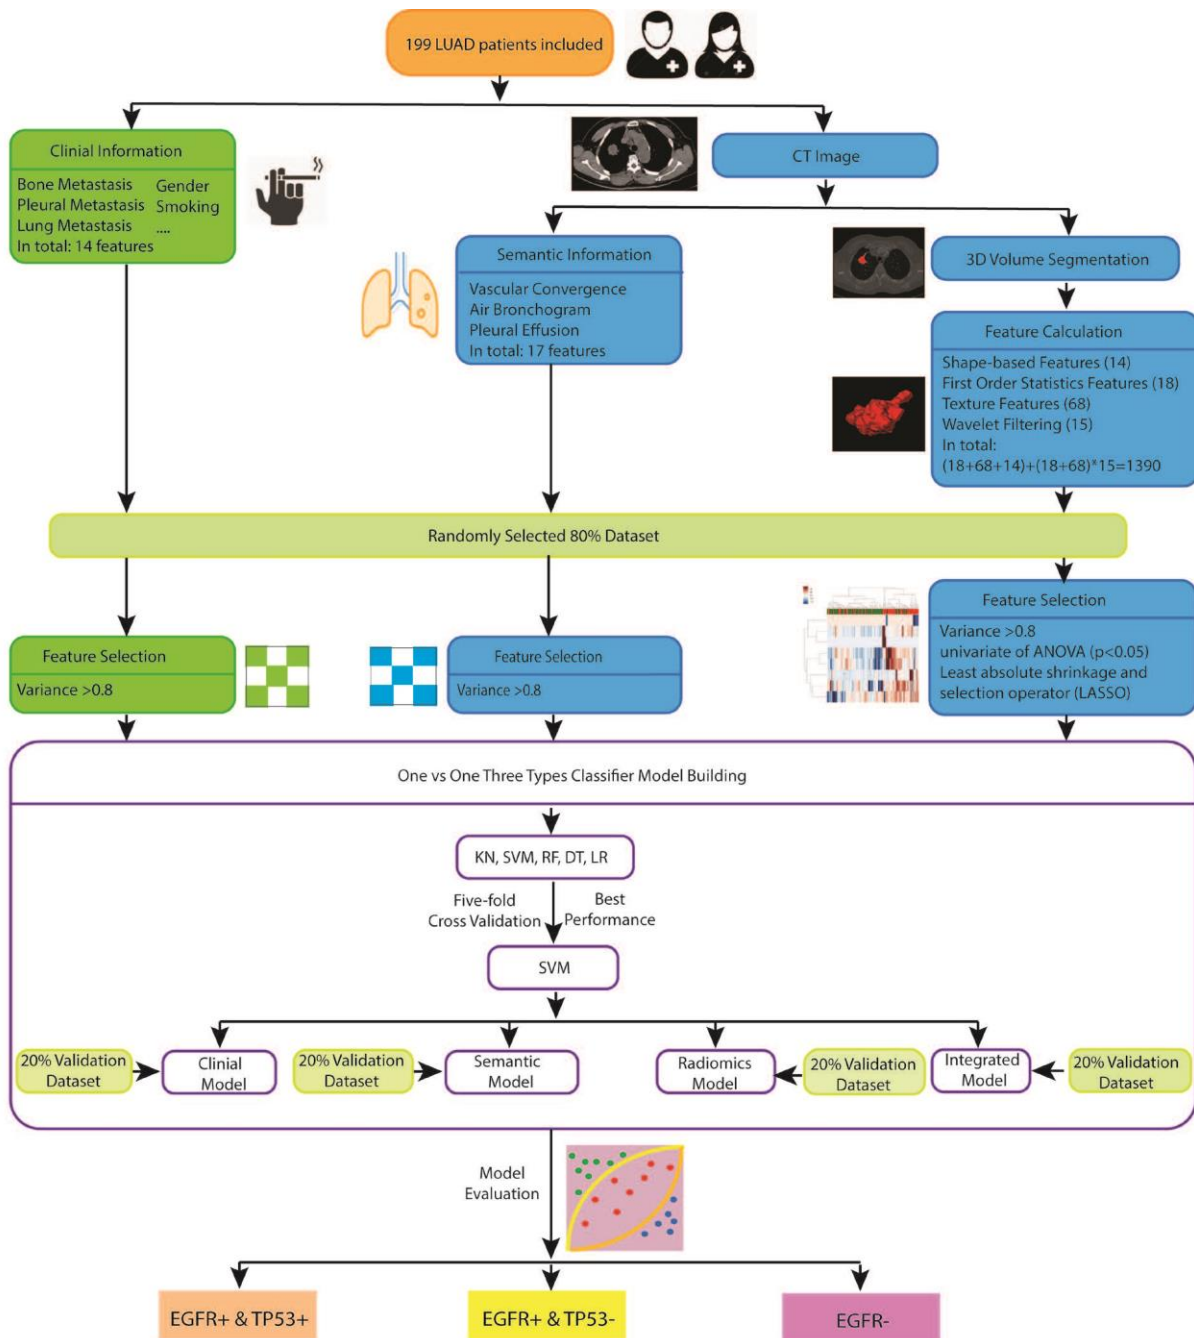 199 LUAD patients included
Clinial Information
Bone Metastasis Gender
Pleural Metastasis Smoking
Lung Metastasis ....
In total: 14 features
CT Image
Semantic Information
Vascular Convergence
Air Bronchogram
Pleural Effusion
In total: 17 features
3D Volume Segmentation
Feature Calculation
Shape-based Features (14)
First Order Statistics Features (18)
Texture Features (68)
Wavelet Filtering (15)
In total:
(18+68+14)+(18+68)*15=1390
Randomly Selected 80% Dataset
Feature Selection
Variance >0.8
Feature Selection
Variance >0.8
Feature Selection
Variance >0.8
univariate of ANOVA (p<0.05)
Least absolute shrinkage and
selection operator (LASSO)
One vs One Three Types Classifier Model Building
KN, SVM, RF, DT, LR
Five-fold
Cross Validation
Best
Performance
SVM
20% Validation
Dataset
Clinial
Model
20% Validation
Dataset
Semantic
Model
Radiomics
Model
20% Validation
Dataset
Integrated
Model
20% Validation
Dataset
Model
Evaluation
EGFR+ & TP53+
EGFR+ & TP53-
EGFR-